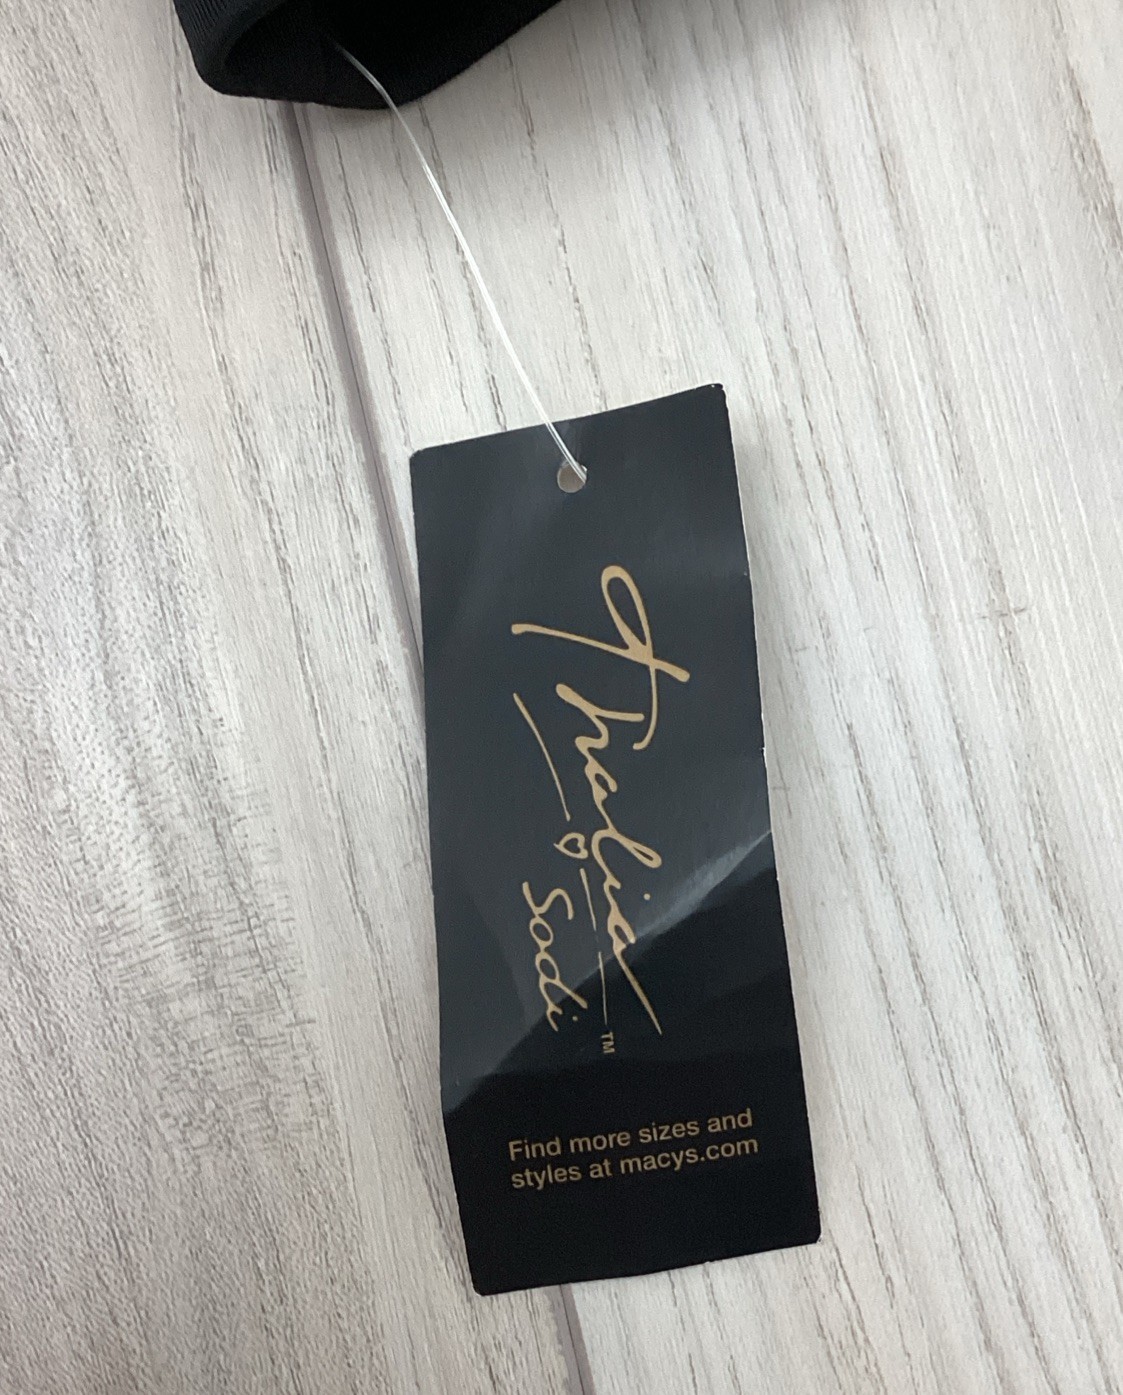 Thalia
Sodi
TM
Find more sizes and
styles at macys.com